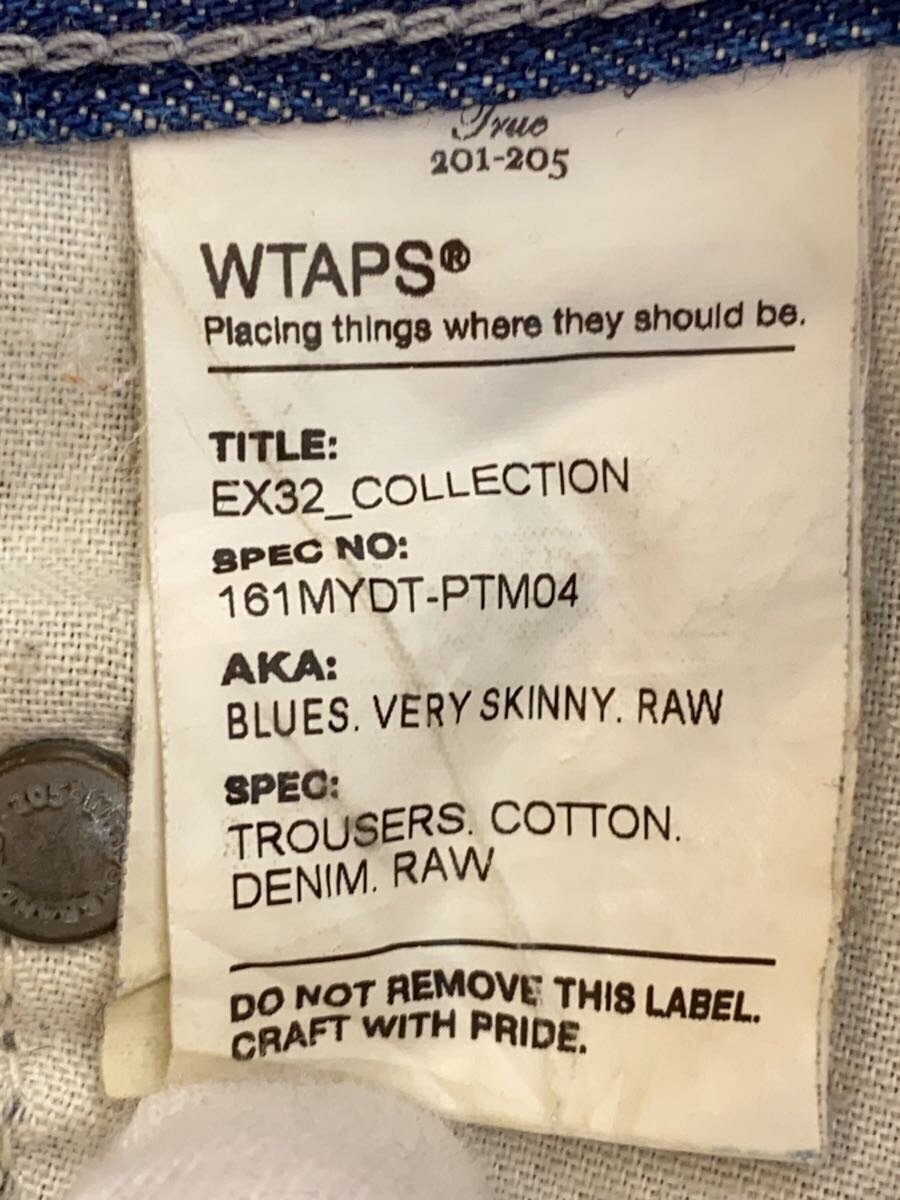 True
201-205
WTAPS®
Placing things where they should be.
TITLE:
EX32_COLLECTION
SPEC NO:
161MYDT-PTM04
AKA:
BLUES. VERY SKINNY. RAW
SPEC:
TROUSERS. COTTON.
DENIM. RAW
DO NOT REMOVE THIS LABEL.
CRAFT WITH PRIDE.
205